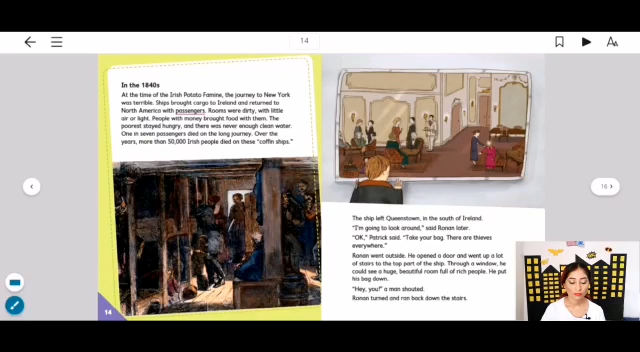 14
AA
In the 1840s
At the time of the Irish Potato Famine, the journey to New York
was terrible. Ships brought cargo to Ireland and returned to
North America with passengers. Rooms were dirty, with little
air or light. People with money brought food with them. The
poorest stayed hungry, and there was never enough clean water.
One in seven passengers died on the long journey. Over the
years, more than 50,000 Irish people died on these "coffin ships."
14
The ship left Queenstown, in the south of Ireland.
"I'm going to look around," said Ronan later.
"OK," Patrick said. "Take your bag. There are thieves
everywhere."
Ronan went outside. He opened a door and went up a lot
of stairs to the top part of the ship. Through a window, he
could see a huge, beautiful room full of rich people. He put
his bag down.
"Hey, you!" a man shouted.
Ronan turned and ran back down the stairs.
16